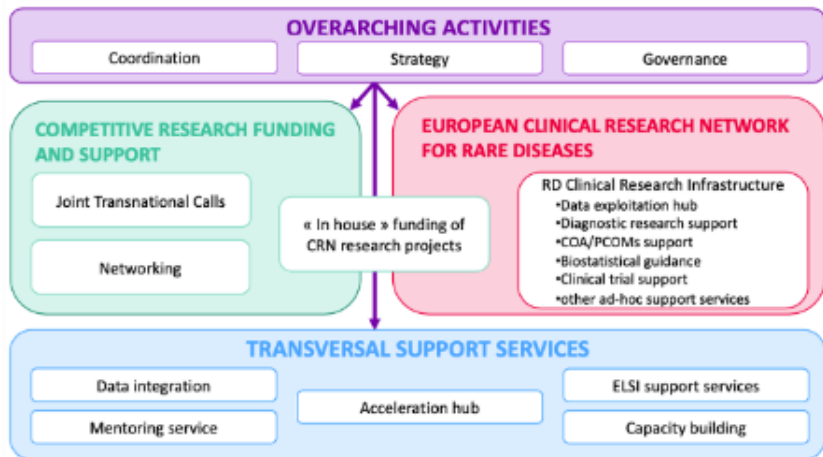 OVERARCHING ACTIVITIES
Coordination
Strategy
Governance
COMPETITIVE RESEARCH FUNDING
AND SUPPORT
Joint Transnational Calls
Networking
« In house » funding of
CRN research projects
EUROPEAN CLINICAL RESEARCH NETWORK
FOR RARE DISEASES
RD Clinical Research Infrastructure
•Data exploitation hub
•Diagnostic research support
•COA/PCOMs support
•Biostatistical guidance
•Clinical trial support
•other ad-hoc support services
TRANSVERSAL SUPPORT SERVICES
Data integration
Mentoring service
Acceleration hub
ELSI support services
Capacity building